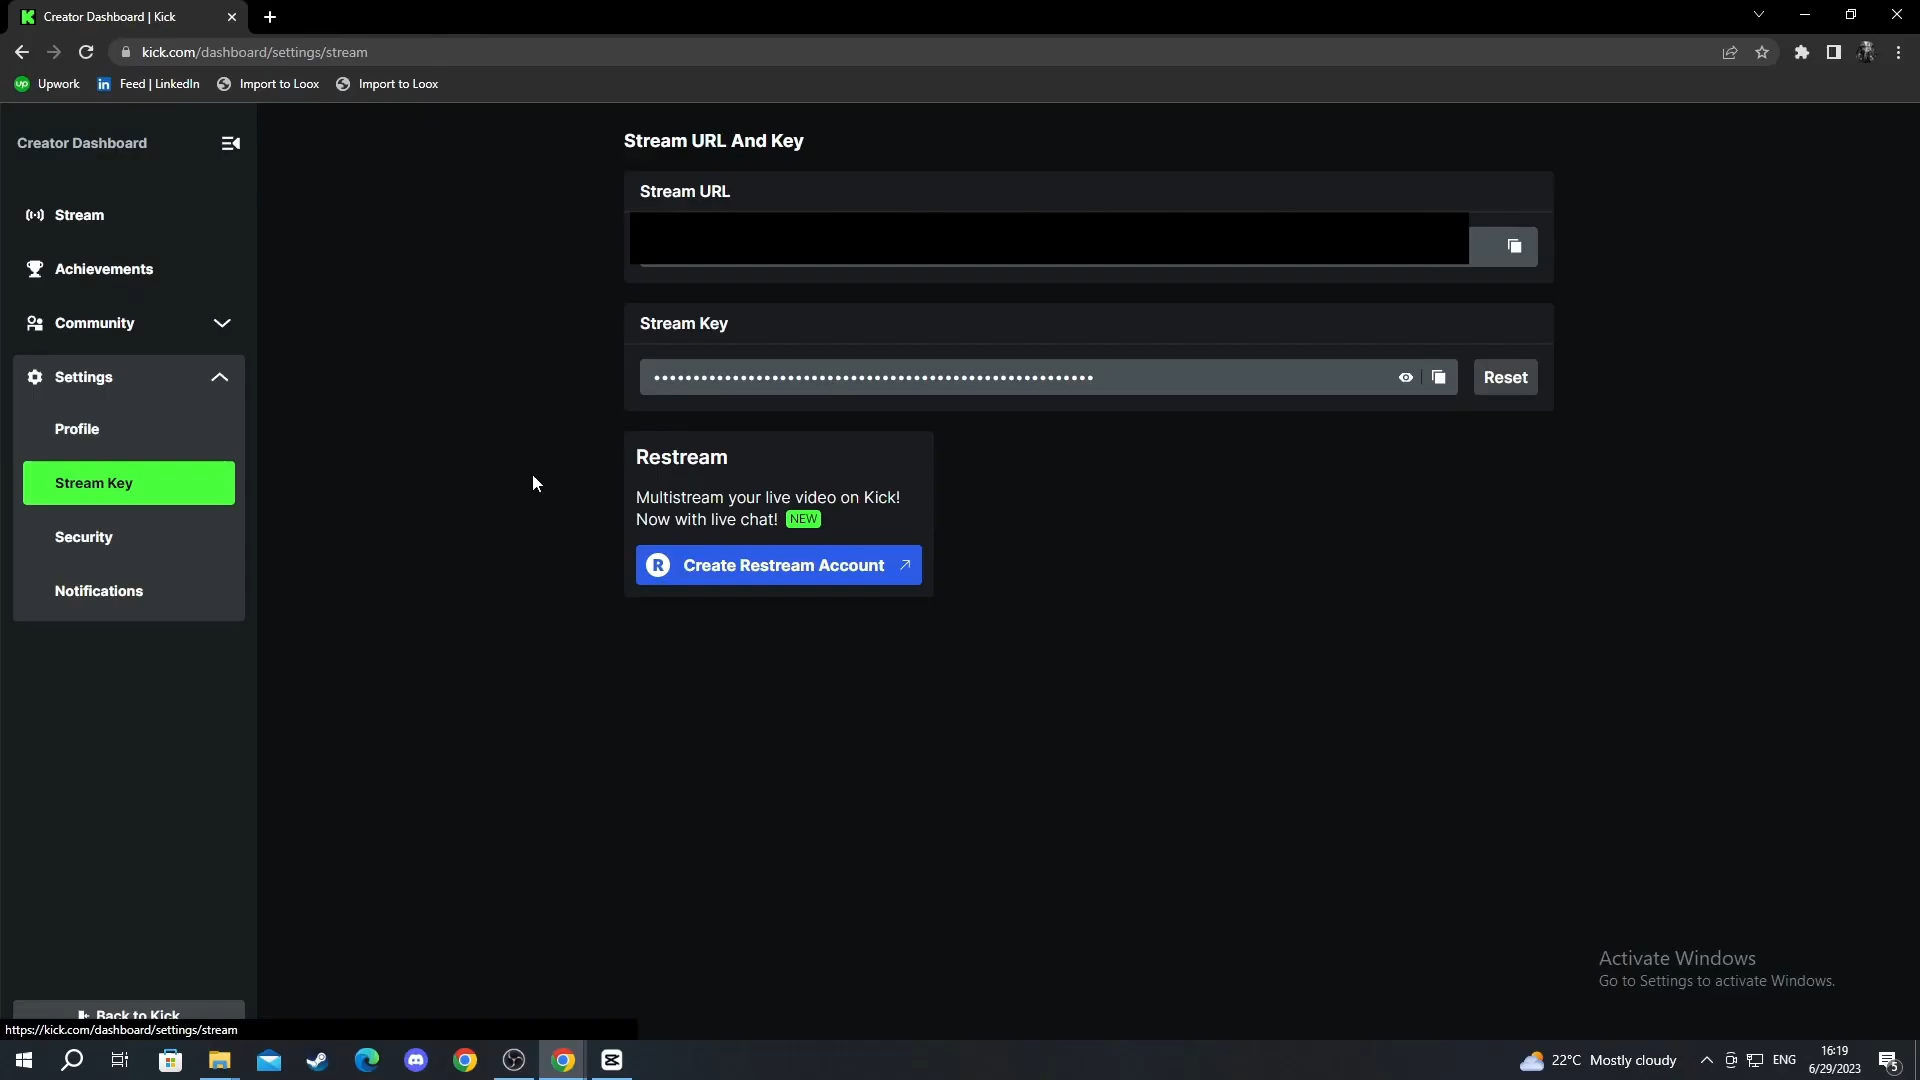 Creator Dashboard | Kick
kick.com/dashboard/settings/stream
Upwork
Feed | LinkedIn
Import to Loox
Import to Loox
Creator Dashboard
Stream
Achievements
Community
Settings
Profile
Stream Key
Security
Notifications
Back to Kick
Stream URL And Key
Stream URL
Stream Key
Reset
Restream
Multistream your live video on Kick!
Now with live chat! NEW
R Create Restream Account
Activate Windows
Go to Settings to activate Windows.
https://kick.com/dashboard/settings/stream
22°C Mostly cloudy
ENG
16:19
6/29/2023
5